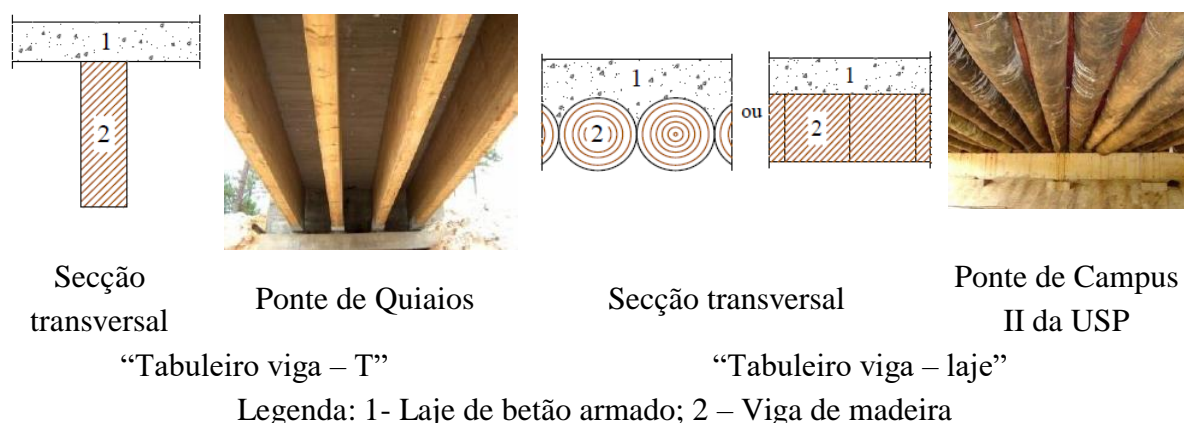 1
2
1
2
ou
1
2
Secção
transversal
Ponte de Quiaios
Secção transversal
Ponte de Campus
II da USP
“Tabuleiro viga – T”
“Tabuleiro viga – laje”
Legenda: 1- Laje de betão armado; 2 – Viga de madeira